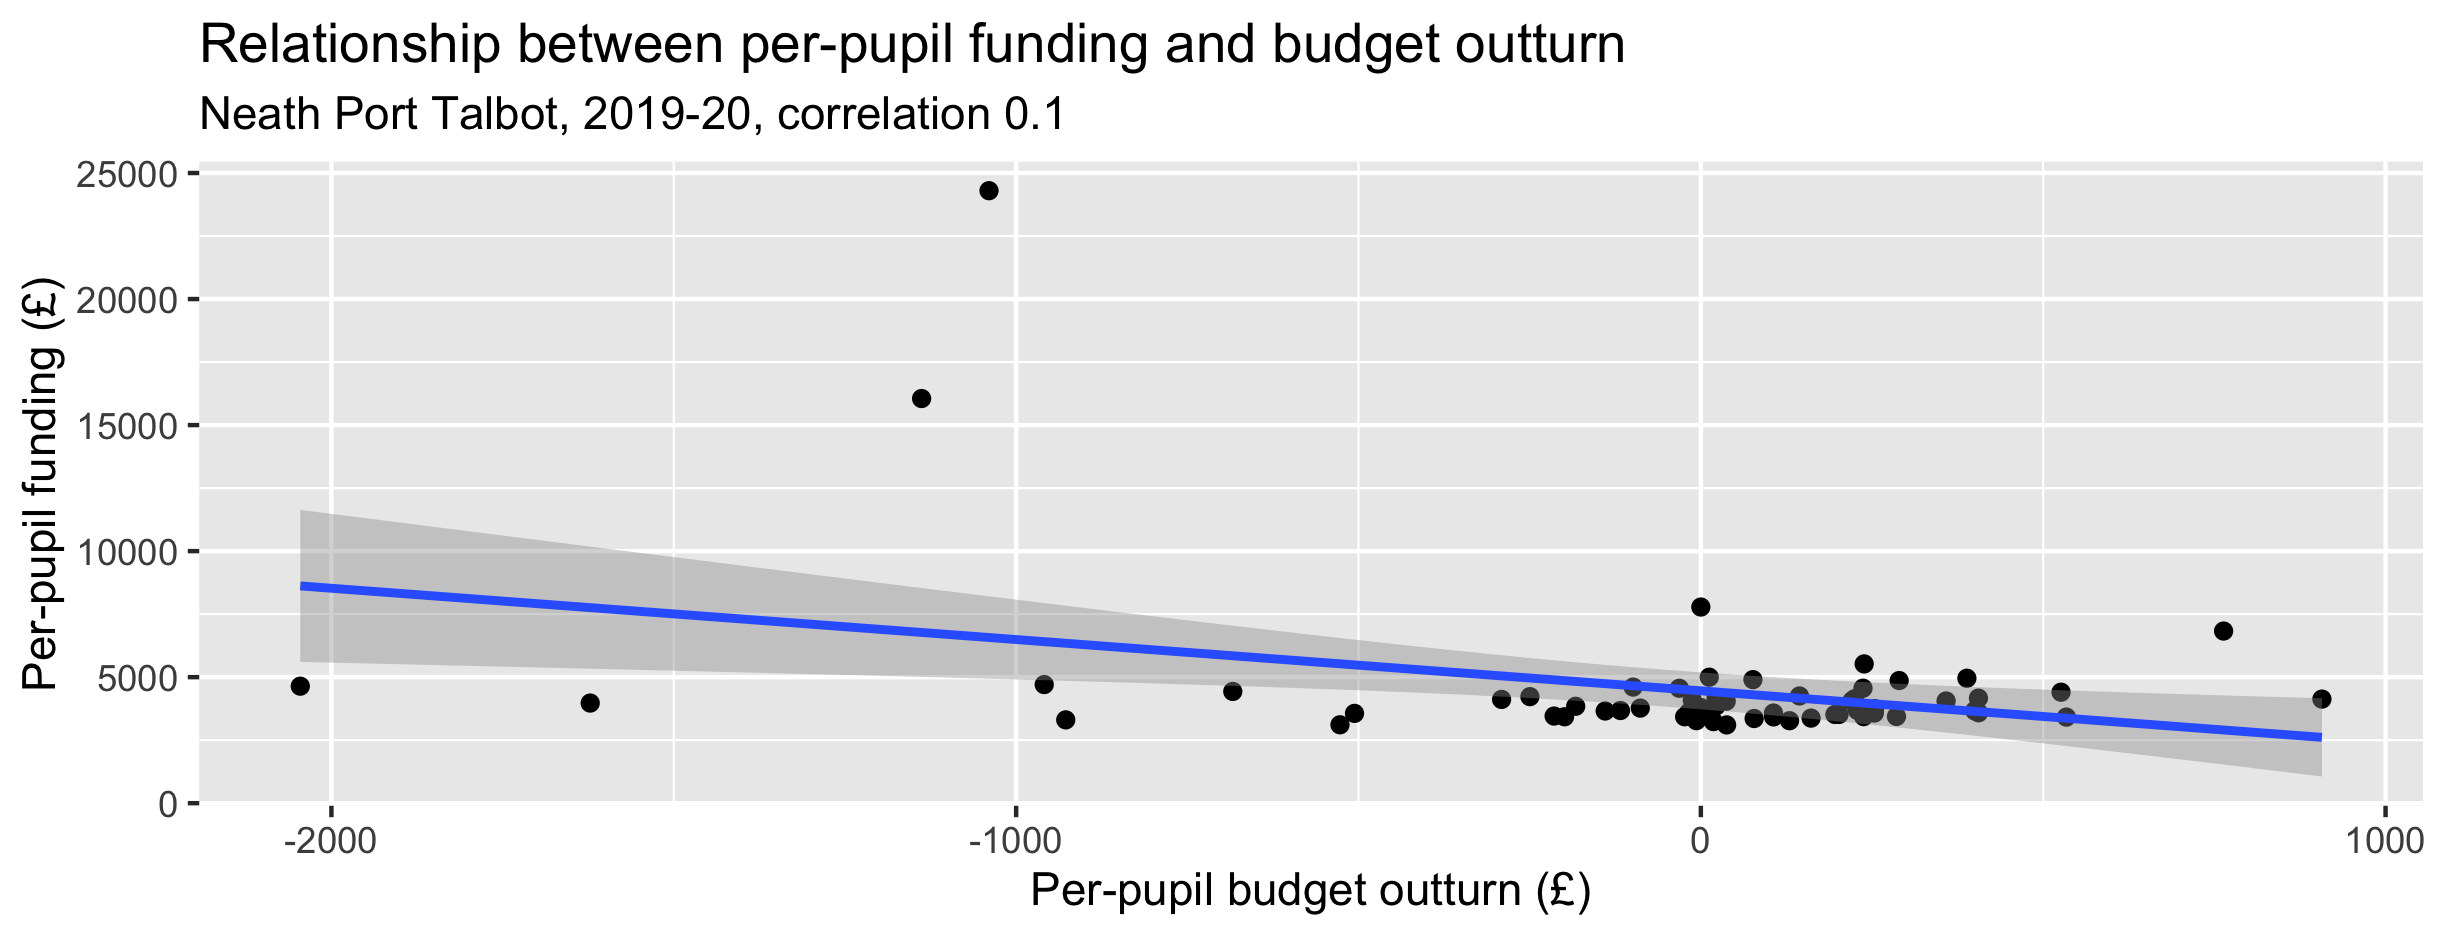 Relationship between per-pupil funding and budget outturn
Neath Port Talbot, 2019-20, correlation 0.1
Per-pupil funding (£)
25000
20000
15000
10000
5000
0
-2000
-1000
0
1000
Per-pupil budget outturn (£)